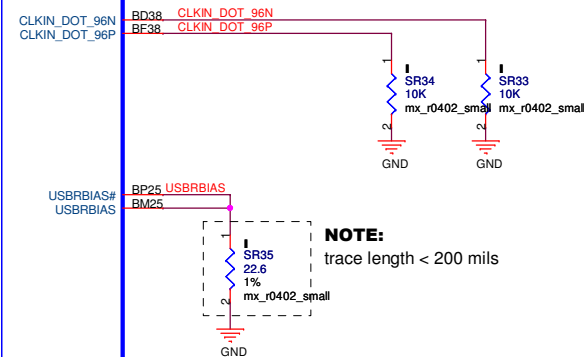 CLKIN_DOT_96N BD38 CLKIN_DOT_96N
CLKIN_DOT_96P BF38 CLKIN_DOT_96P
1 I SR34 10K mx_r0402_small 2 GND
1 I SR33 10K mx_r0402_small 2 GND
USBRBIAS# BP25 USBRBIAS
USBRBIAS BM25
1 I SR35
22.6
1%
mx_r0402_small
2
GND
NOTE:
trace length < 200 mils